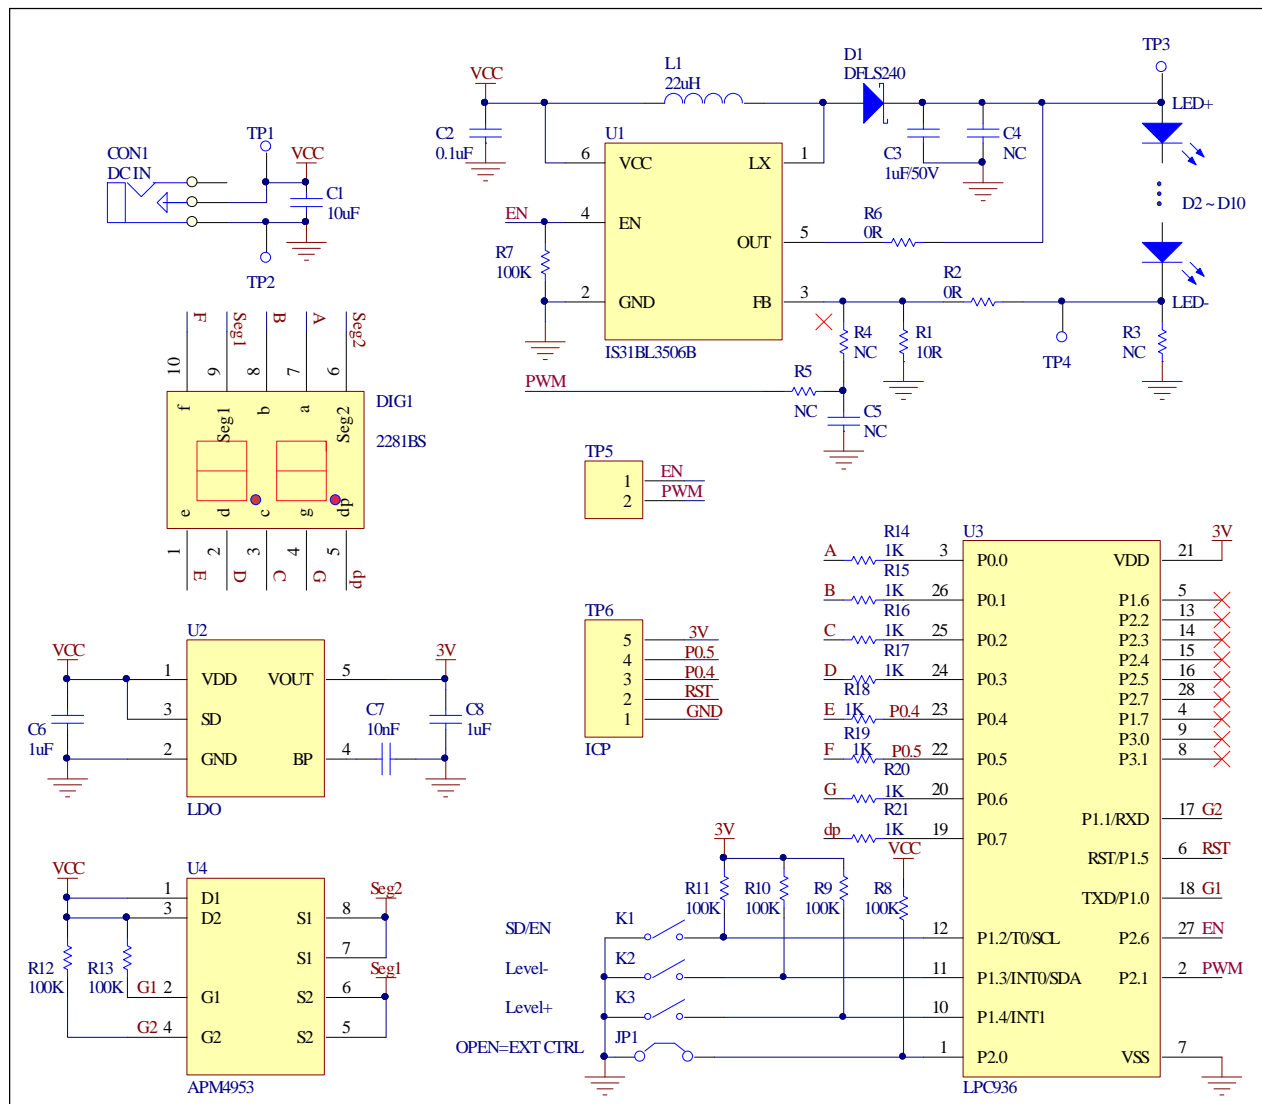 TP3
D1
DFLS240
L1
22uH
VCC
LED+
C2
0.1uF
U1
C3
1uF/50V
C4
NC
TP1
CON1
DC IN
VCC
C1
10uF
TP2
6 VCC LX 1
D2 ~ D10
EN 4 EN
R6
0R
OUT 5
R7
100K
R2
0R
2 GND FB 3
LED-
IS31BL3506B
R4
NC
R1
10R
TP4
R3
NC
PWM
R5
NC
C5
NC
F Seg1 B A Seg2
10 9 8 7 6
f Seg1 b a Seg2
DIG1
2281BS
e d c g dp
1 2 3 4 5
E D C G dp
TP5
1 EN
2 PWM
TP6
5 3V
4 P0.5
3 P0.4
2 RST
1 GND
ICP
U2
VCC
3V
1 VDD VOUT 5
3 SD
2 GND BP 4
C6
1uF
C7
10nF
C8
1uF
LDO
U4
VCC
1 D1
3 D2
S1 8
S1 7
Seg2
Seg1
R12
100K
R13
100K
G1 2 G1 S2 6
G2 4 G2 S2 5
APM4953
U3
3V
R14
A 1K 3 P0.0 VDD 21
R15
B 1K 26 P0.1 P1.6 5
P2.2 13
R16
C 1K 25 P0.2 P2.3 14
P2.4 15
R17
D 1K 24 P0.3 P2.5 16
P2.7 28
R18
E 1K P0.4 23 P0.4 P1.7 4
P3.0 9
R19
F 1K P0.5 22 P0.5 P3.1 8
R20
G 1K 20 P0.6
P1.1/RXD 17 G2
R21
dp 1K 19 P0.7
RST/P1.5 6 RST
3V
VCC
R11
100K
R10
100K
R9
100K
R8
100K
TXD/P1.0 18 G1
SD/EN K1 12 P1.2/T0/SCL P2.6 27 EN
Level- K2 11 P1.3/INT0/SDA P2.1 2 PWM
Level+ K3 10 P1.4/INT1
OPEN=EXT CTRL JP1 1 P2.0 VSS 7
LPC936